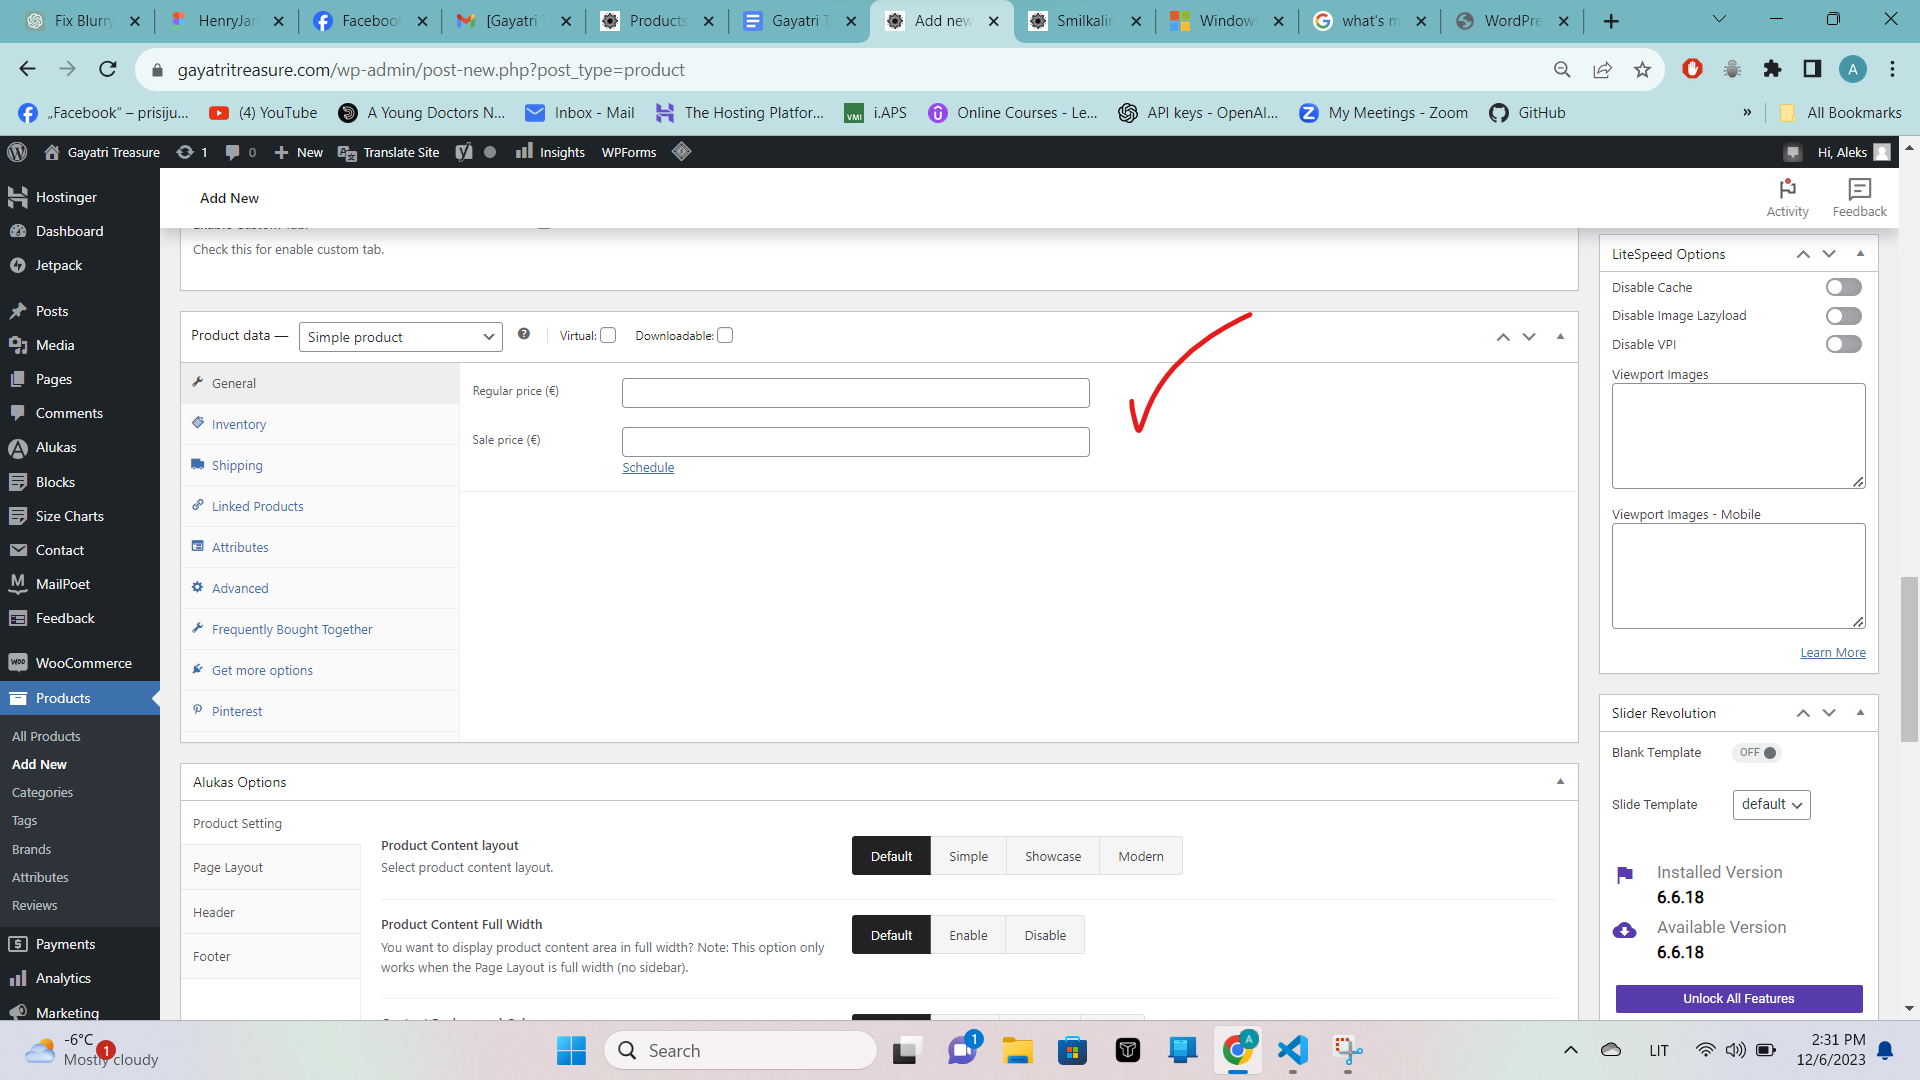 Fix Blurry
HenryJar
Facebook
[Gayatri T
Products
Gayatri T
Add new
Smilkalin
Windows
what's m
WordPre
gayatritreasure.com/wp-admin/post-new.php?post_type=product
A
„Facebook“ – prisiju...
(4) YouTube
A Young Doctors N...
Inbox - Mail
The Hosting Platfor...
VMI
i.APS
Online Courses - Le...
API keys - OpenAI...
My Meetings - Zoom
GitHub
»
All Bookmarks
Gayatri Treasure
1
0
New
Translate Site
Insights
WPForms
Hi, Aleks
Hostinger
Dashboard
Jetpack
Posts
Media
Pages
Comments
Alukas
Blocks
Size Charts
Contact
MailPoet
Feedback
WooCommerce
Products
All Products
Add New
Categories
Tags
Brands
Attributes
Reviews
Payments
Analytics
Marketing
Add New
Activity
Feedback
Check this for enable custom tab.
Product data —
Simple product
Virtual:
Downloadable:
General
Inventory
Shipping
Linked Products
Attributes
Advanced
Frequently Bought Together
Get more options
Pinterest
Regular price (€)
Sale price (€)
Schedule
Alukas Options
Product Setting
Page Layout
Header
Footer
Product Content layout
Select product content layout.
Default
Simple
Showcase
Modern
Product Content Full Width
You want to display product content area in full width? Note: This option only
works when the Page Layout is full width (no sidebar).
Default
Enable
Disable
LiteSpeed Options
Disable Cache
Disable Image Lazyload
Disable VPI
Viewport Images
Viewport Images - Mobile
Learn More
Slider Revolution
Blank Template
OFF
Slide Template
default
Installed Version
6.6.18
Available Version
6.6.18
Unlock All Features
-6°C
1
Mostly cloudy
Search
1
A
LIT
2:31 PM
12/6/2023